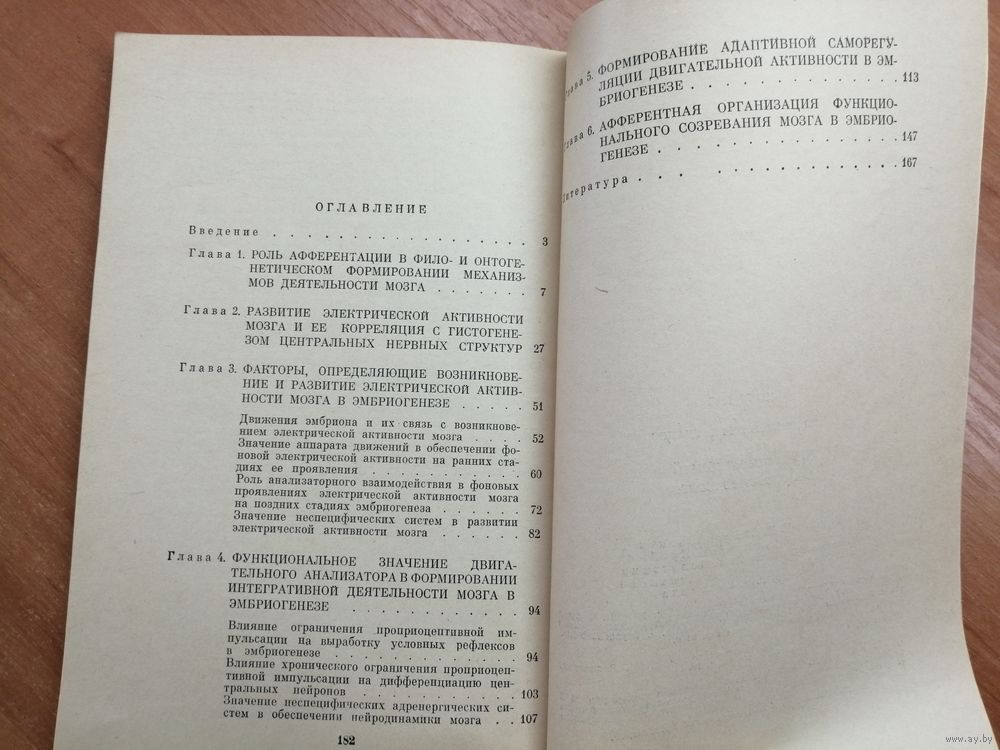 ОГЛАВЛЕНИЕ
Введение . . . . . . . . . . . . . . . . . . 3
Глава 1. РОЛЬ АФФЕРЕНТАЦИИ В ФИЛО- И ОНТОГЕ-
НЕТИЧЕСКОМ ФОРМИРОВАНИИ МЕХАНИЗ-
МОВ ДЕЯТЕЛЬНОСТИ МОЗГА . . . . . . . 7
Глава 2. РАЗВИТИЕ ЭЛЕКТРИЧЕСКОЙ АКТИВНОСТИ
МОЗГА И ЕЕ КОРРЕЛЯЦИЯ С ГИСТОГЕНЕ-
ЗОМ ЦЕНТРАЛЬНЫХ НЕРВНЫХ СТРУКТУР 27
Глава 3. ФАКТОРЫ, ОПРЕДЕЛЯЮЩИЕ ВОЗНИКНОВЕ-
НИЕ И РАЗВИТИЕ ЭЛЕКТРИЧЕСКОЙ АКТИВ-
НОСТИ МОЗГА В ЭМБРИОГЕНЕЗЕ . . . . . 51
Движения эмбриона и их связь с возникнове-
нием электрической активности мозга . . . . 52
Значение аппарата движений в обеспечении фо-
новой электрической активности на ранних ста-
диях ее проявления . . . . . . . . . . . 60
Роль анализаторного взаимодействия в фоновых
проявлениях электрической активности мозга
на поздних стадиях эмбриогенеза . . . . . . 72
Значение неспецифических систем в развитии
электрической активности мозга . . . . . . 82
Глава 4. ФУНКЦИОНАЛЬНОЕ ЗНАЧЕНИЕ ДВИГА-
ТЕЛЬНОГО АНАЛИЗАТОРА В ФОРМИРОВАНИИ
ИНТЕГРАТИВНОЙ ДЕЯТЕЛЬНОСТИ МОЗГА В
ЭМБРИОГЕНЕЗЕ . . . . . . . . . . . 94
Влияние ограничения проприоцептивной им-
пульсации на выработку условных рефлексов
в эмбриогенезе . . . . . . . . . . . . . 94
Влияние хронического ограничения проприоцеп-
тивной импульсации на дифференциацию цен-
тральных нейронов . . . . . . . . . . . 103
Значение неспецифических адренергических си-
стем в обеспечении нейродинамики мозга . . 107
182
Глава 5. ФОРМИРОВАНИЕ АДАПТИВНОЙ САМОРЕГУ-
ЛЯЦИИ ДВИГАТЕЛЬНОЙ АКТИВНОСТИ В ЭМ-
БРИОГЕНЕЗЕ . . . . . . . . . . . . 113
Глава 6. АФФЕРЕНТНАЯ ОРГАНИЗАЦИЯ ФУНКЦИО-
НАЛЬНОГО СОЗРЕВАНИЯ МОЗГА В ЭМБРИО-
ГЕНЕЗЕ . . . . . . . . . . . . . . 147
Литература . . . . . . . . . . . . . . 167
www.ay.by